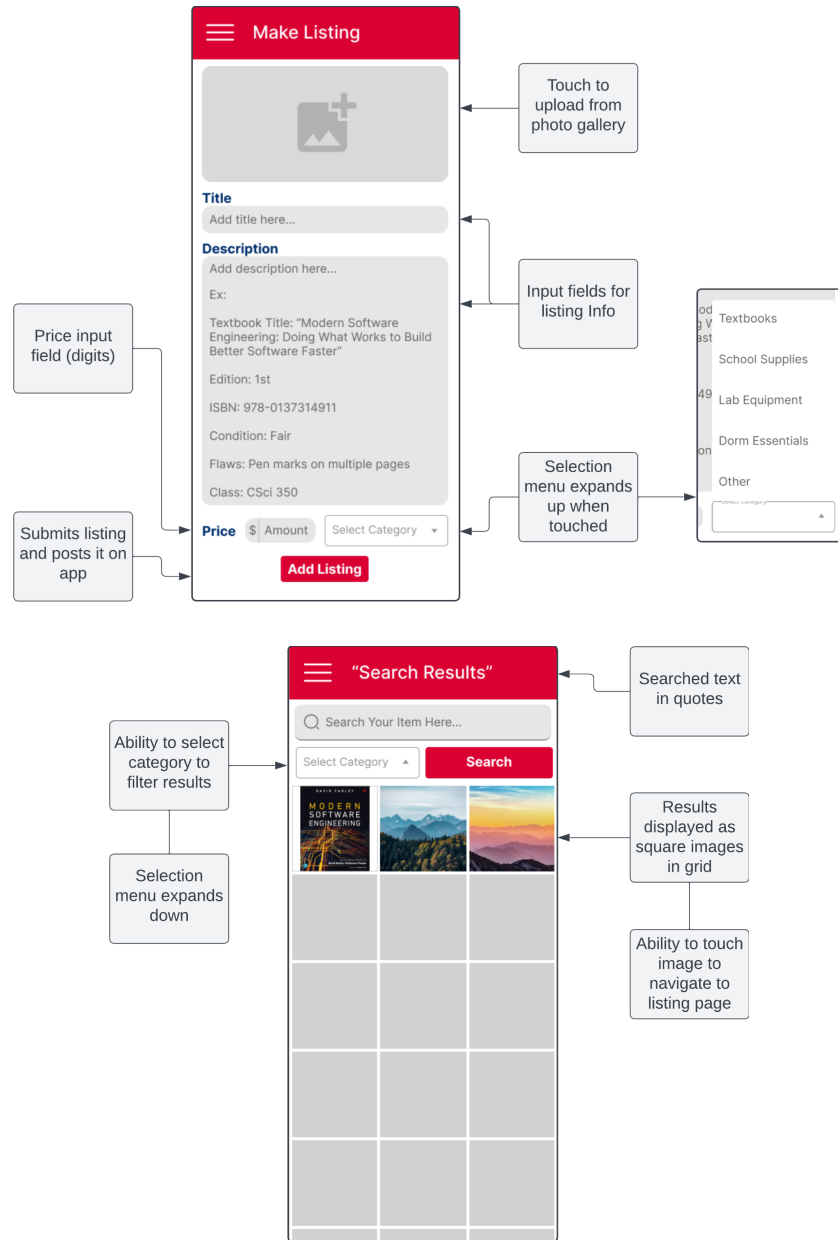 Make Listing
Touch to
upload from
photo gallery
Title
Add title here...
Description
Add description here...
Ex:
Textbook Title: “Modern Software
Engineering: Doing What Works to Build
Better Software Faster”
Edition: 1st
ISBN: 978-0137314911
Condition: Fair
Flaws: Pen marks on multiple pages
Class: CSci 350
Price
$ Amount
Select Category
Add Listing
Input fields for
listing Info
Price input
field (digits)
Selection
menu expands
up when
touched
Submits listing
and posts it on
app
Textbooks
School Supplies
Lab Equipment
Dorm Essentials
Other
Select Category
49
on
“Search Results”
Searched text
in quotes
Search Your Item Here...
Select Category
Search
Ability to select
category to
filter results
Selection
menu expands
down
DAVID FARLEY
MODERN
SOFTWARE
ENGINEERING
Results
displayed as
square images
in grid
Ability to touch
image to
navigate to
listing page